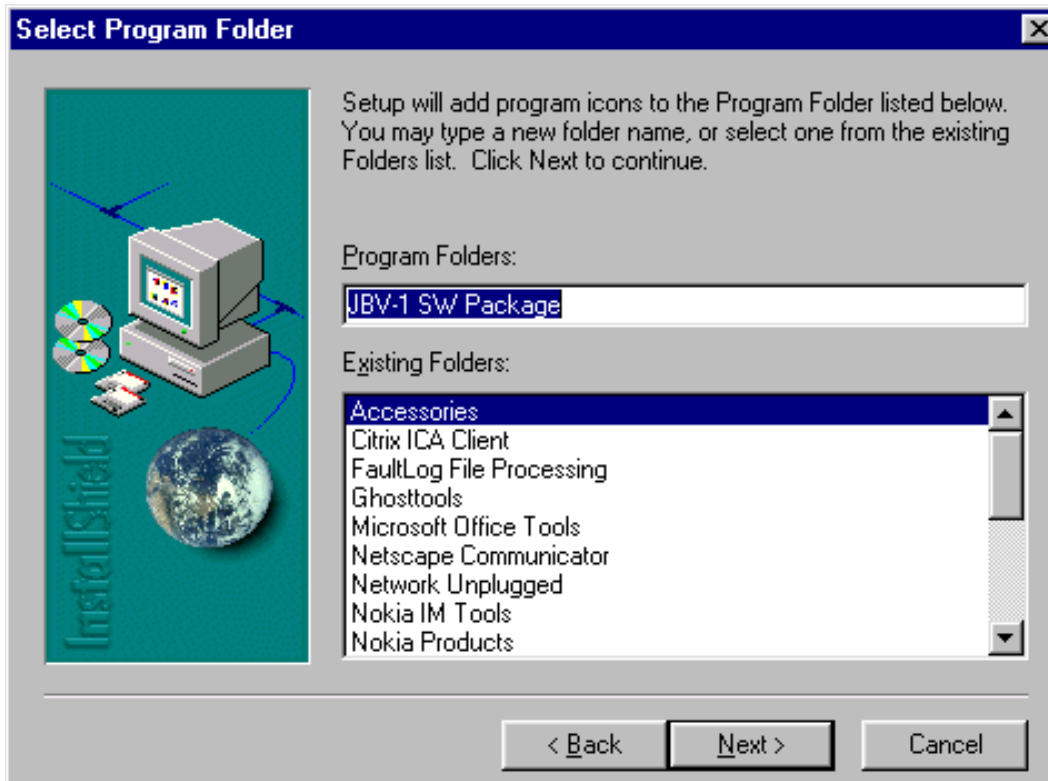 Select Program Folder
Setup will add program icons to the Program Folder listed below.
You may type a new folder name, or select one from the existing
Folders list.  Click Next to continue.
Program Folders:
JBV-1 SW Package
Existing Folders:
Accessories
Citrix ICA Client
FaultLog File Processing
Ghosttools
Microsoft Office Tools
Netscape Communicator
Network Unplugged
Nokia IM Tools
Nokia Products
InstallShield
< Back
Next >
Cancel